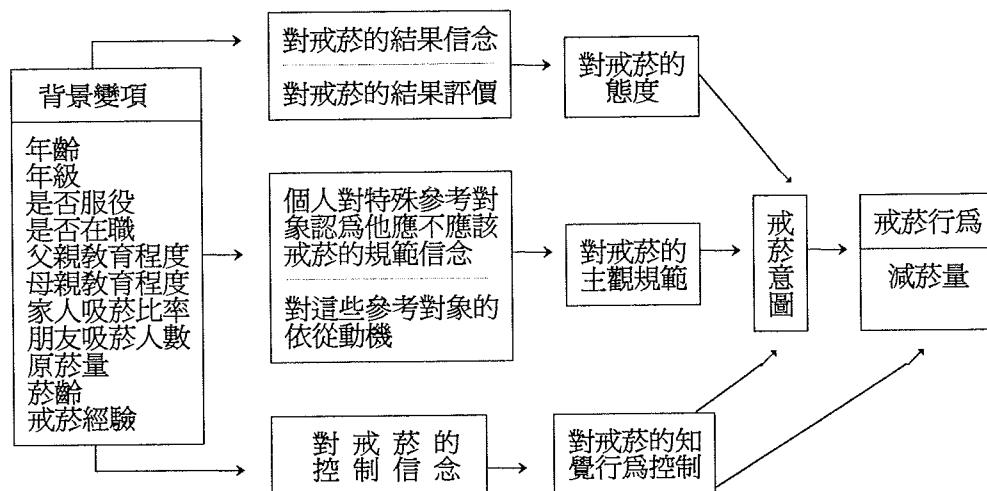 背景變項
年齡
年級
是否服役
是否在職
父親教育程度
母親教育程度
家人吸菸比率
朋友吸菸人數
原菸量
菸齡
戒菸經驗
對戒菸的結果信念
對戒菸的結果評價
個人對特殊參考對
象認爲他應不應該
戒菸的規範信念
對這些參考對象的
依從動機
對戒菸的
控制信念
對戒菸的
態度
對戒菸的
主觀規範
對戒菸的知
覺行爲控制
戒菸意圖
戒菸行爲
減菸量